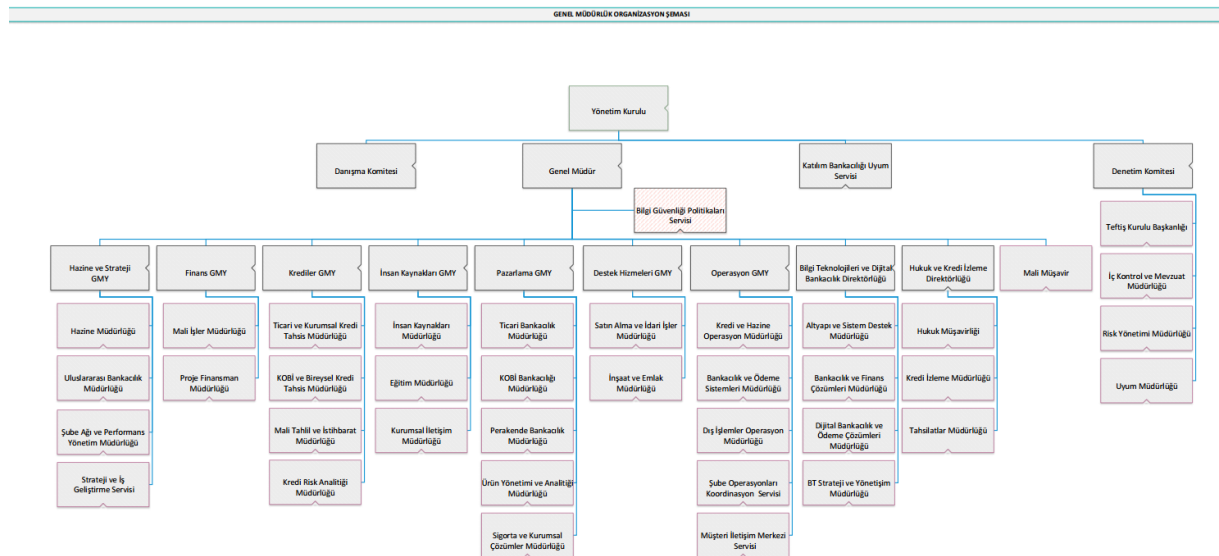 GENEL MÜDÜRLÜK ORGANİZASYON ŞEMASI
Yönetim Kurulu
Danışma Komitesi
Genel Müdür
Katılım Bankacılığı Uyum
Servisi
Denetim Komitesi
Bilgi Güvenliği Politikaları
Servisi
Teftiş Kurulu Başkanlığı
İç Kontrol ve Mevzuat
Müdürlüğü
Risk Yönetimi Müdürlüğü
Uyum Müdürlüğü
Hazine ve Strateji
GMY
Finans GMY
Krediler GMY
İnsan Kaynakları GMY
Pazarlama GMY
Destek Hizmeleri GMY
Operasyon GMY
Bilgi Teknolojileri ve Dijital
Bankacılık Direktörlüğü
Hukuk ve Kredi İzleme
Direktörlüğü
Mali Müşavir
Hazine Müdürlüğü
Uluslararası Bankacılık
Müdürlüğü
Şube Ağı ve Performans
Yönetim Müdürlüğü
Strateji ve İş
Geliştirme Servisi
Mali İşler Müdürlüğü
Proje Finansman
Müdürlüğü
Ticari ve Kurumsal Kredi
Tahsis Müdürlüğü
KOBİ ve Bireysel Kredi
Tahsis Müdürlüğü
Mali Tahlil ve İstihbarat
Müdürlüğü
Kredi Risk Analitiği
Müdürlüğü
İnsan Kaynakları
Müdürlüğü
Eğitim Müdürlüğü
Kurumsal İletişim
Müdürlüğü
Ticari Bankacılık
Müdürlüğü
KOBİ Bankacılığı
Müdürlüğü
Perakende Bankacılık
Müdürlüğü
Ürün Yönetimi ve Analitiği
Müdürlüğü
Sigorta ve Kurumsal
Çözümler Müdürlüğü
Satın Alma ve İdari İşler
Müdürlüğü
İnşaat ve Emlak
Müdürlüğü
Kredi ve Hazine
Operasyon Müdürlüğü
Bankacılık ve Ödeme
Sistemleri Müdürlüğü
Dış İşlemler Operasyon
Müdürlüğü
Şube Operasyonları
Koordinasyon Servisi
Müşteri İletişim Merkezi
Servisi
Altyapı ve Sistem Destek
Müdürlüğü
Bankacılık ve Finans
Çözümleri Müdürlüğü
Dijital Bankacılık ve
Ödeme Çözümleri
Müdürlüğü
BT Strateji ve Yönetişim
Müdürlüğü
Hukuk Müşavirliği
Kredi İzleme Müdürlüğü
Tahsilatlar Müdürlüğü